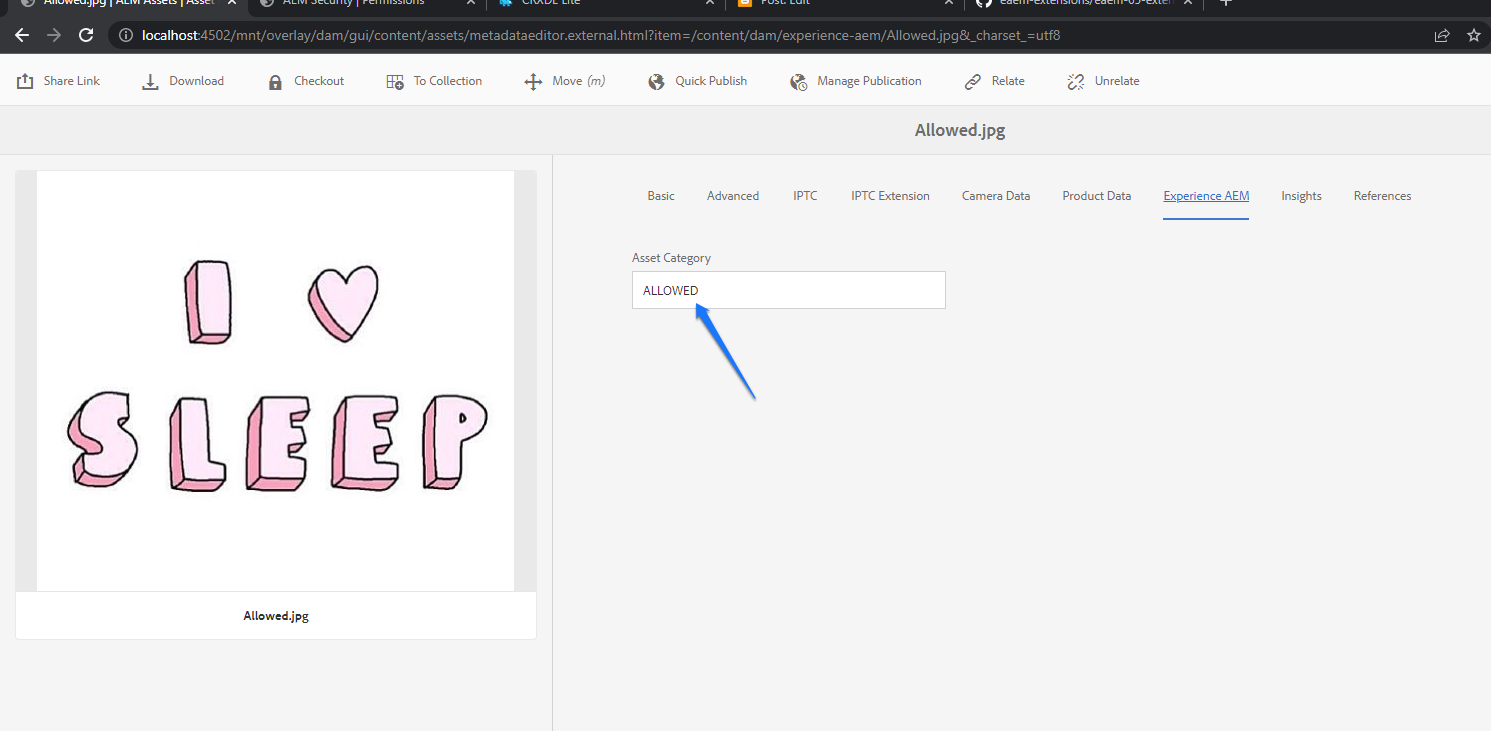 Allowed.jpg | AEM Assets | Asset
AEM Security | Permissions
CRXDE Lite
Post: Edit
eaem-extensions/eaem-65-exten
localhost:4502/mnt/overlay/dam/gui/content/assets/metadataeditor.external.html?item=/content/dam/experience-aem/Allowed.jpg&_charset_=utf8
Share Link
Download
Checkout
To Collection
Move (m)
Quick Publish
Manage Publication
Relate
Unrelate
Allowed.jpg
Basic
Advanced
IPTC
IPTC Extension
Camera Data
Product Data
Experience AEM
Insights
References
Asset Category
ALLOWED
I
SLEEP
Allowed.jpg